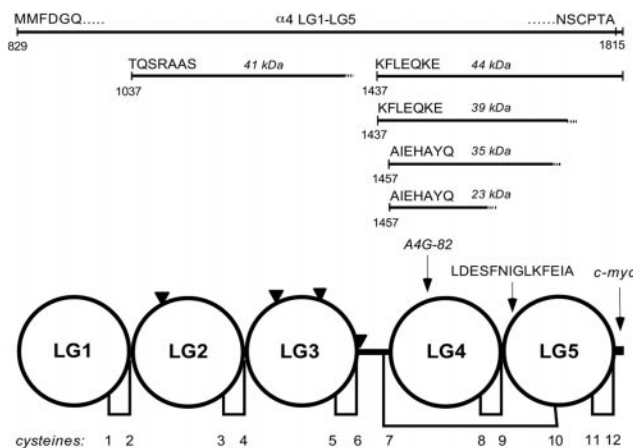 MMFDGQ..... α4 LG1-LG5 ......NSCPTA
829 1815
TQSRAAS 41 kDa KFLEQKE 44 kDa
1037 1437
KFLEQKE 39 kDa
1437
AIEHAYQ 35 kDa
1457
AIEHAYQ 23 kDa
1457
A4G-82
LDESFNIGLKFEIA c-myc
LG1 LG2 LG3 LG4 LG5
cysteines: 1 2 3 4 5 6 7 8 9 10 11 12